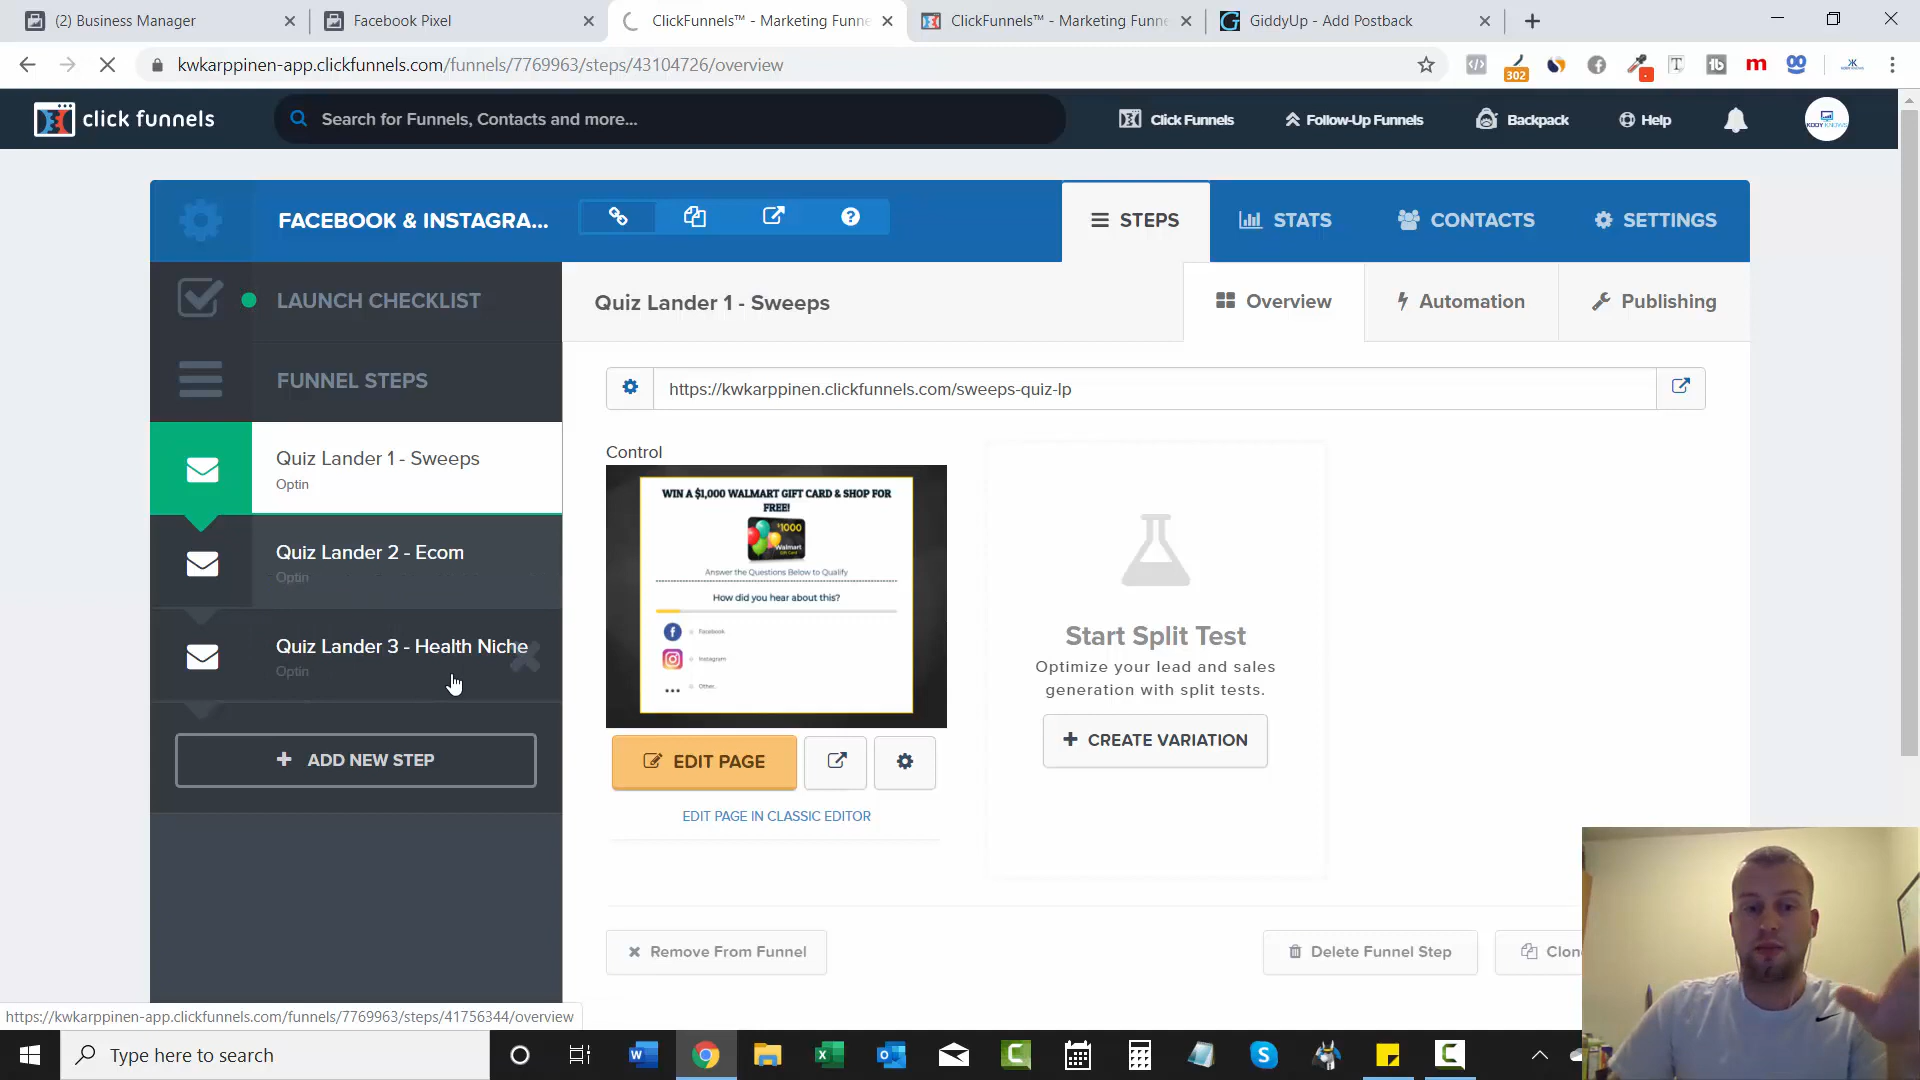 (2) Business Manager
Facebook Pixel
ClickFunnels™ - Marketing Funne
ClickFunnels™ - Marketing Funne
GiddyUp - Add Postback
kwkarppinen-app.clickfunnels.com/funnels/7769963/steps/43104726/overview
302
click funnels
Search for Funnels, Contacts and more...
Click Funnels
Follow-Up Funnels
Backpack
Help
FACEBOOK & INSTAGRA...
STEPS
STATS
CONTACTS
SETTINGS
LAUNCH CHECKLIST
Quiz Lander 1 - Sweeps
Overview
Automation
Publishing
FUNNEL STEPS
https://kwkarppinen.clickfunnels.com/sweeps-quiz-lp
Quiz Lander 1 - Sweeps
Optin
Quiz Lander 2 - Ecom
Optin
Quiz Lander 3 - Health Niche
Optin
ADD NEW STEP
Control
WIN A $1,000 WALMART GIFT CARD & SHOP FOR
FREE!
$1000
Walmart
Answer the Questions Below to Qualify
How did you hear about this?
Facebook
Instagram
Other..
Start Split Test
Optimize your lead and sales
generation with split tests.
CREATE VARIATION
EDIT PAGE
EDIT PAGE IN CLASSIC EDITOR
Remove From Funnel
Delete Funnel Step
Clon
https://kwkarppinen-app.clickfunnels.com/funnels/7769963/steps/41756344/overview
Type here to search